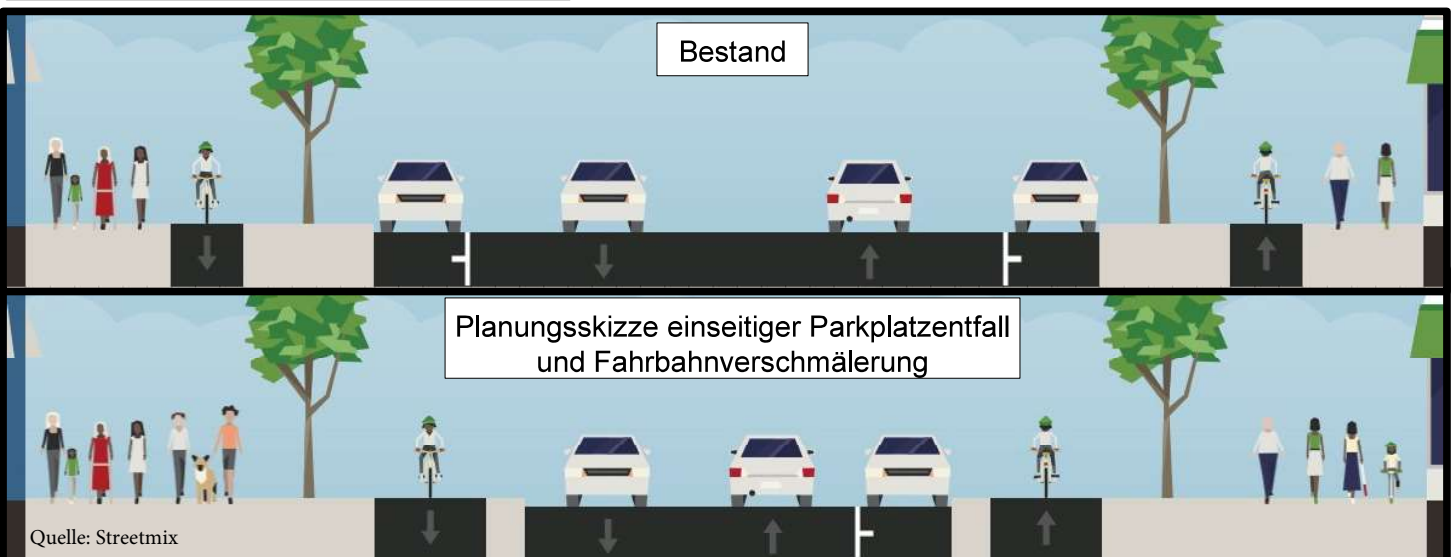 Bestand
Planungsskizze einseitiger Parkplatzentfall
und Fahrbahnverschmälerung
Quelle: Streetmix